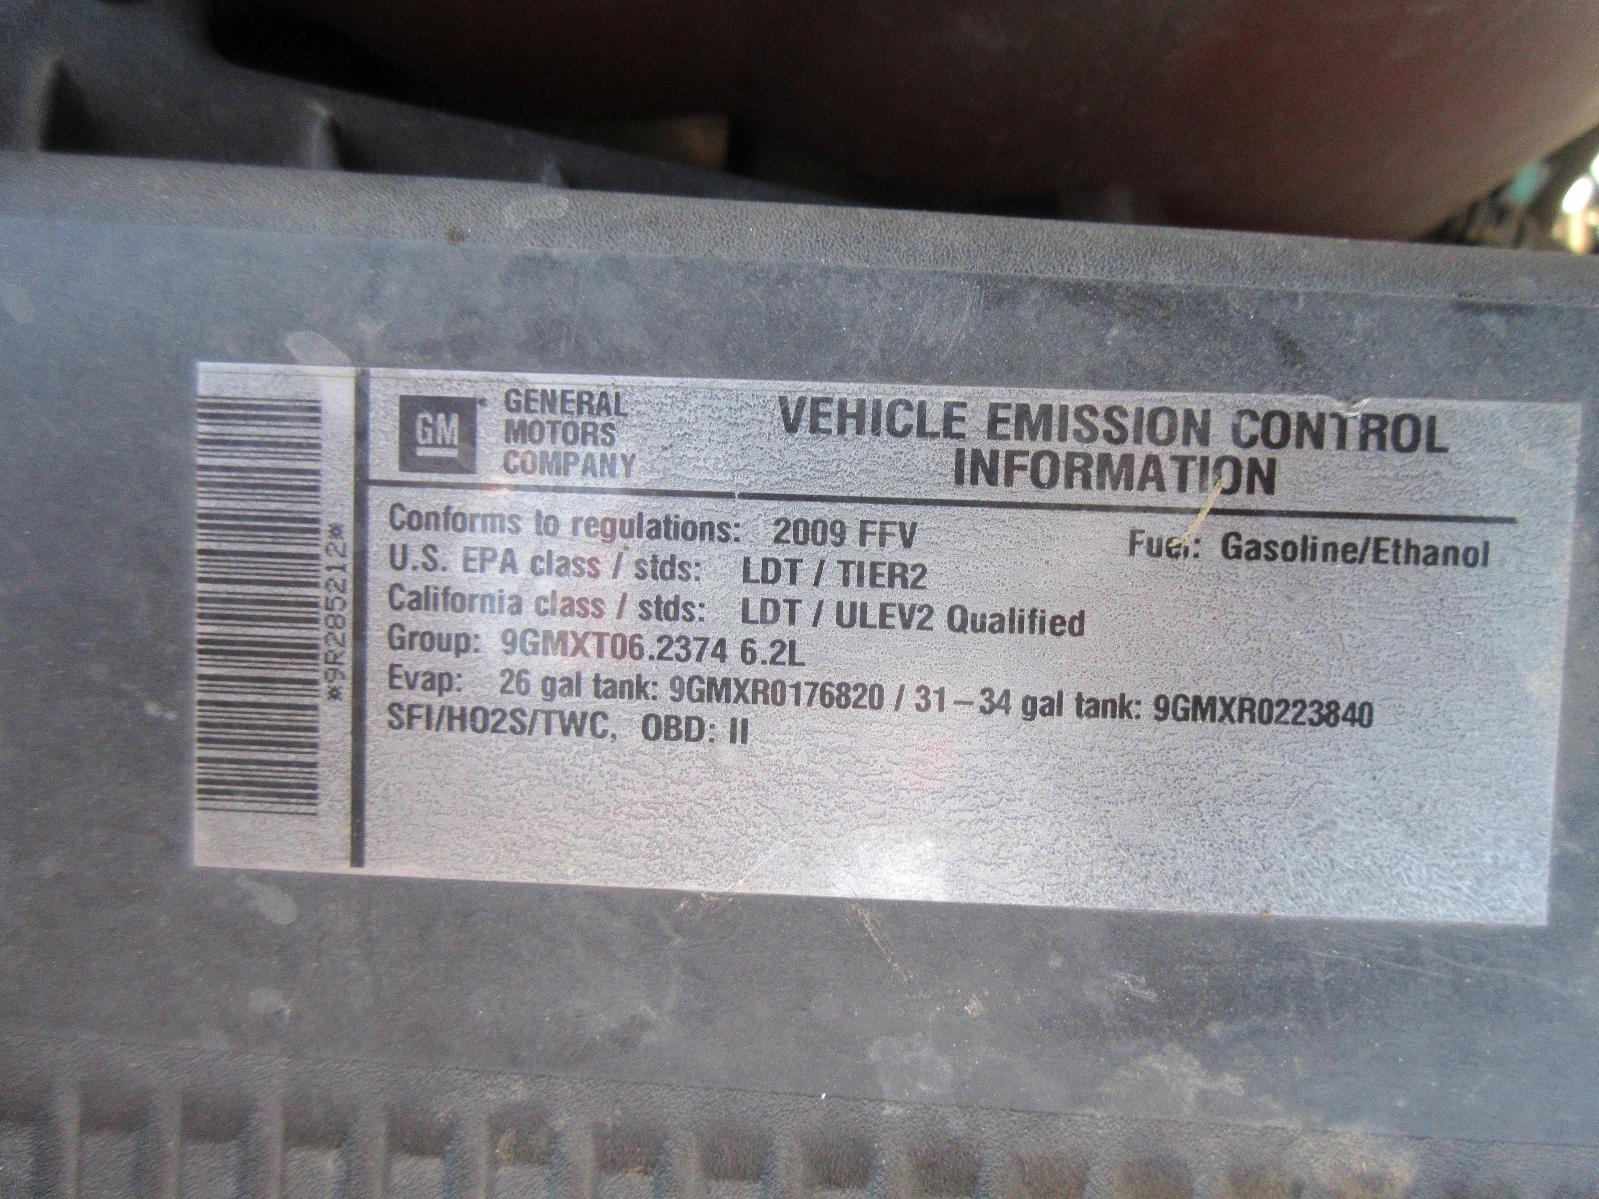 *9R285212*
GM
GENERAL
MOTORS
COMPANY
VEHICLE EMISSION CONTROL
INFORMATION
Conforms to regulations: 2009 FFV Fuel: Gasoline/Ethanol
U.S. EPA class / stds: LDT / TIER2
California class / stds: LDT / ULEV2 Qualified
Group: 9GMXT06.2374 6.2L
Evap: 26 gal tank: 9GMXR0176820 / 31-34 gal tank: 9GMXR0223840
SFI/HO2S/TWC, OBD: II